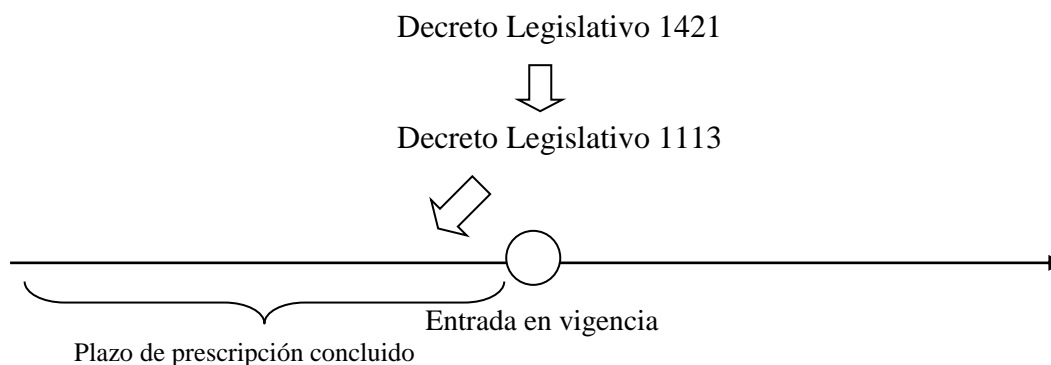 Decreto Legislativo 1421
Decreto Legislativo 1113
Entrada en vigencia
Plazo de prescripción concluido